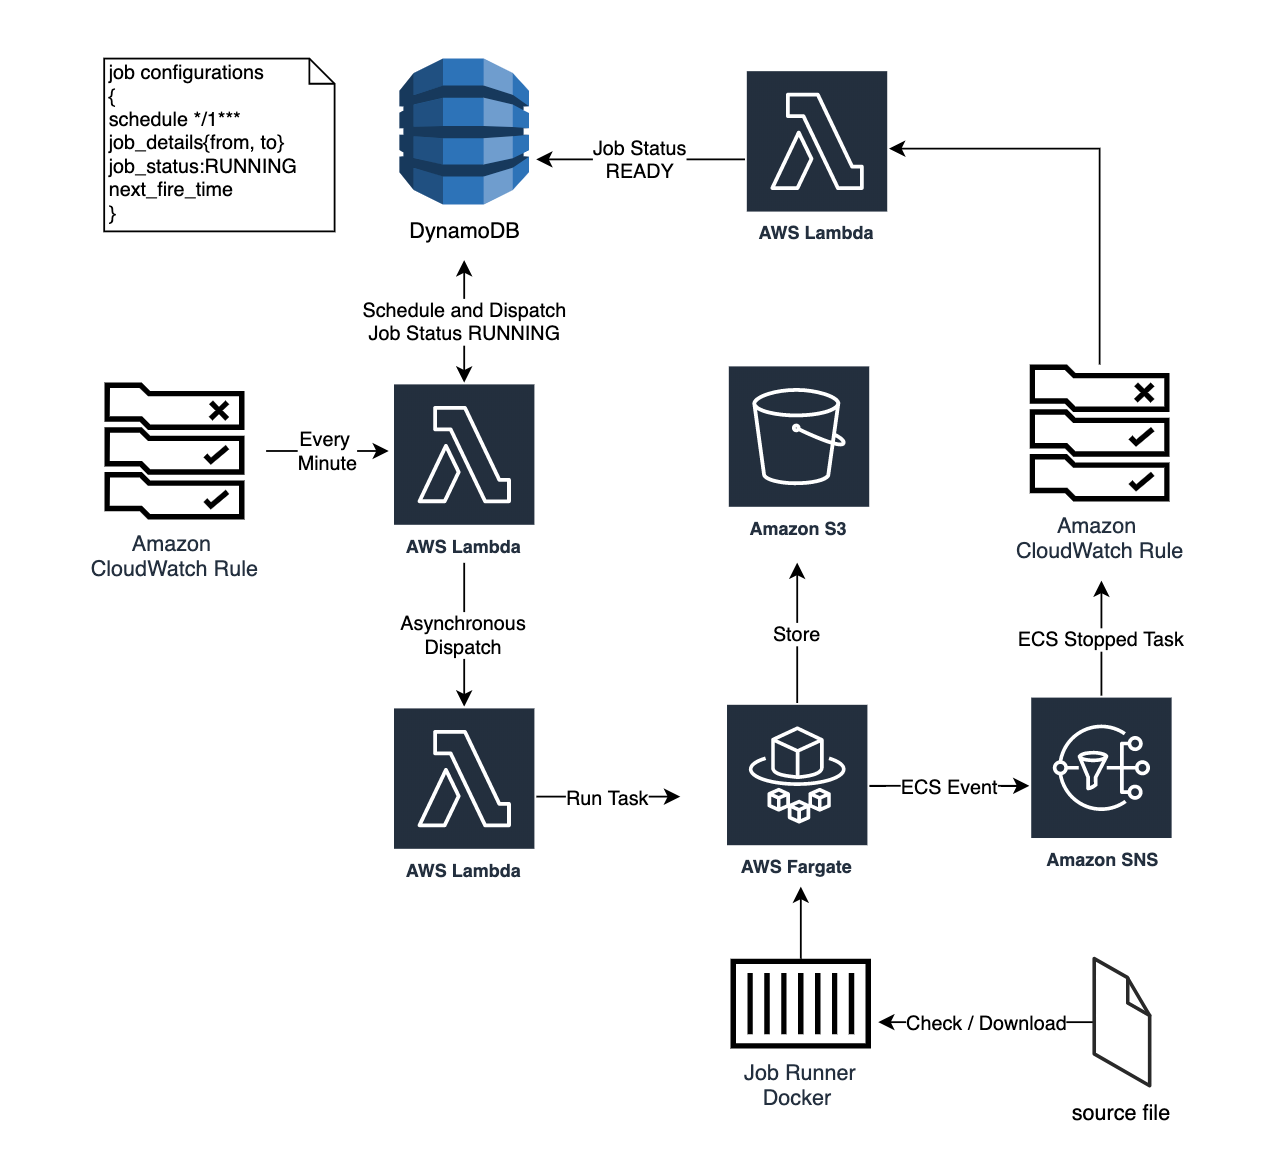 job configurations
{
schedule */1***
job_details{from, to}
job_status:RUNNING
next_fire_time
}
DynamoDB
Job Status
READY
AWS Lambda
Schedule and Dispatch
Job Status RUNNING
Every
Minute
Amazon
CloudWatch Rule
AWS Lambda
Amazon S3
Amazon
CloudWatch Rule
Asynchronous
Dispatch
Store
ECS Stopped Task
AWS Lambda
Run Task
AWS Fargate
ECS Event
Amazon SNS
Job Runner
Docker
Check / Download
source file